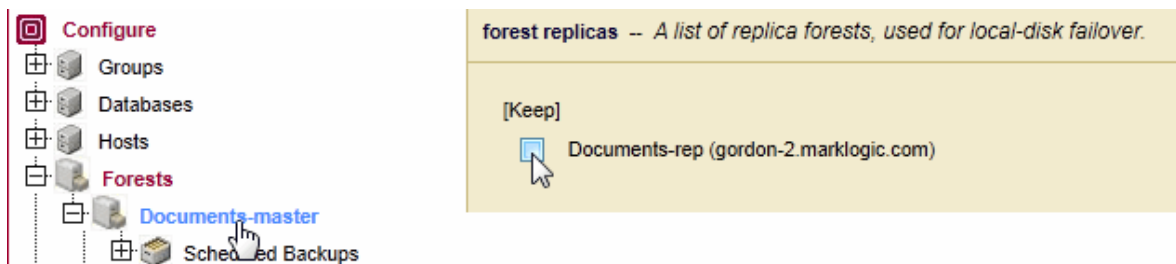 Configure
Groups
Databases
Hosts
Forests
Documents-master
Scheduled Backups
forest replicas -- A list of replica forests, used for local-disk failover.
[Keep]
Documents-rep (gordon-2.marklogic.com)